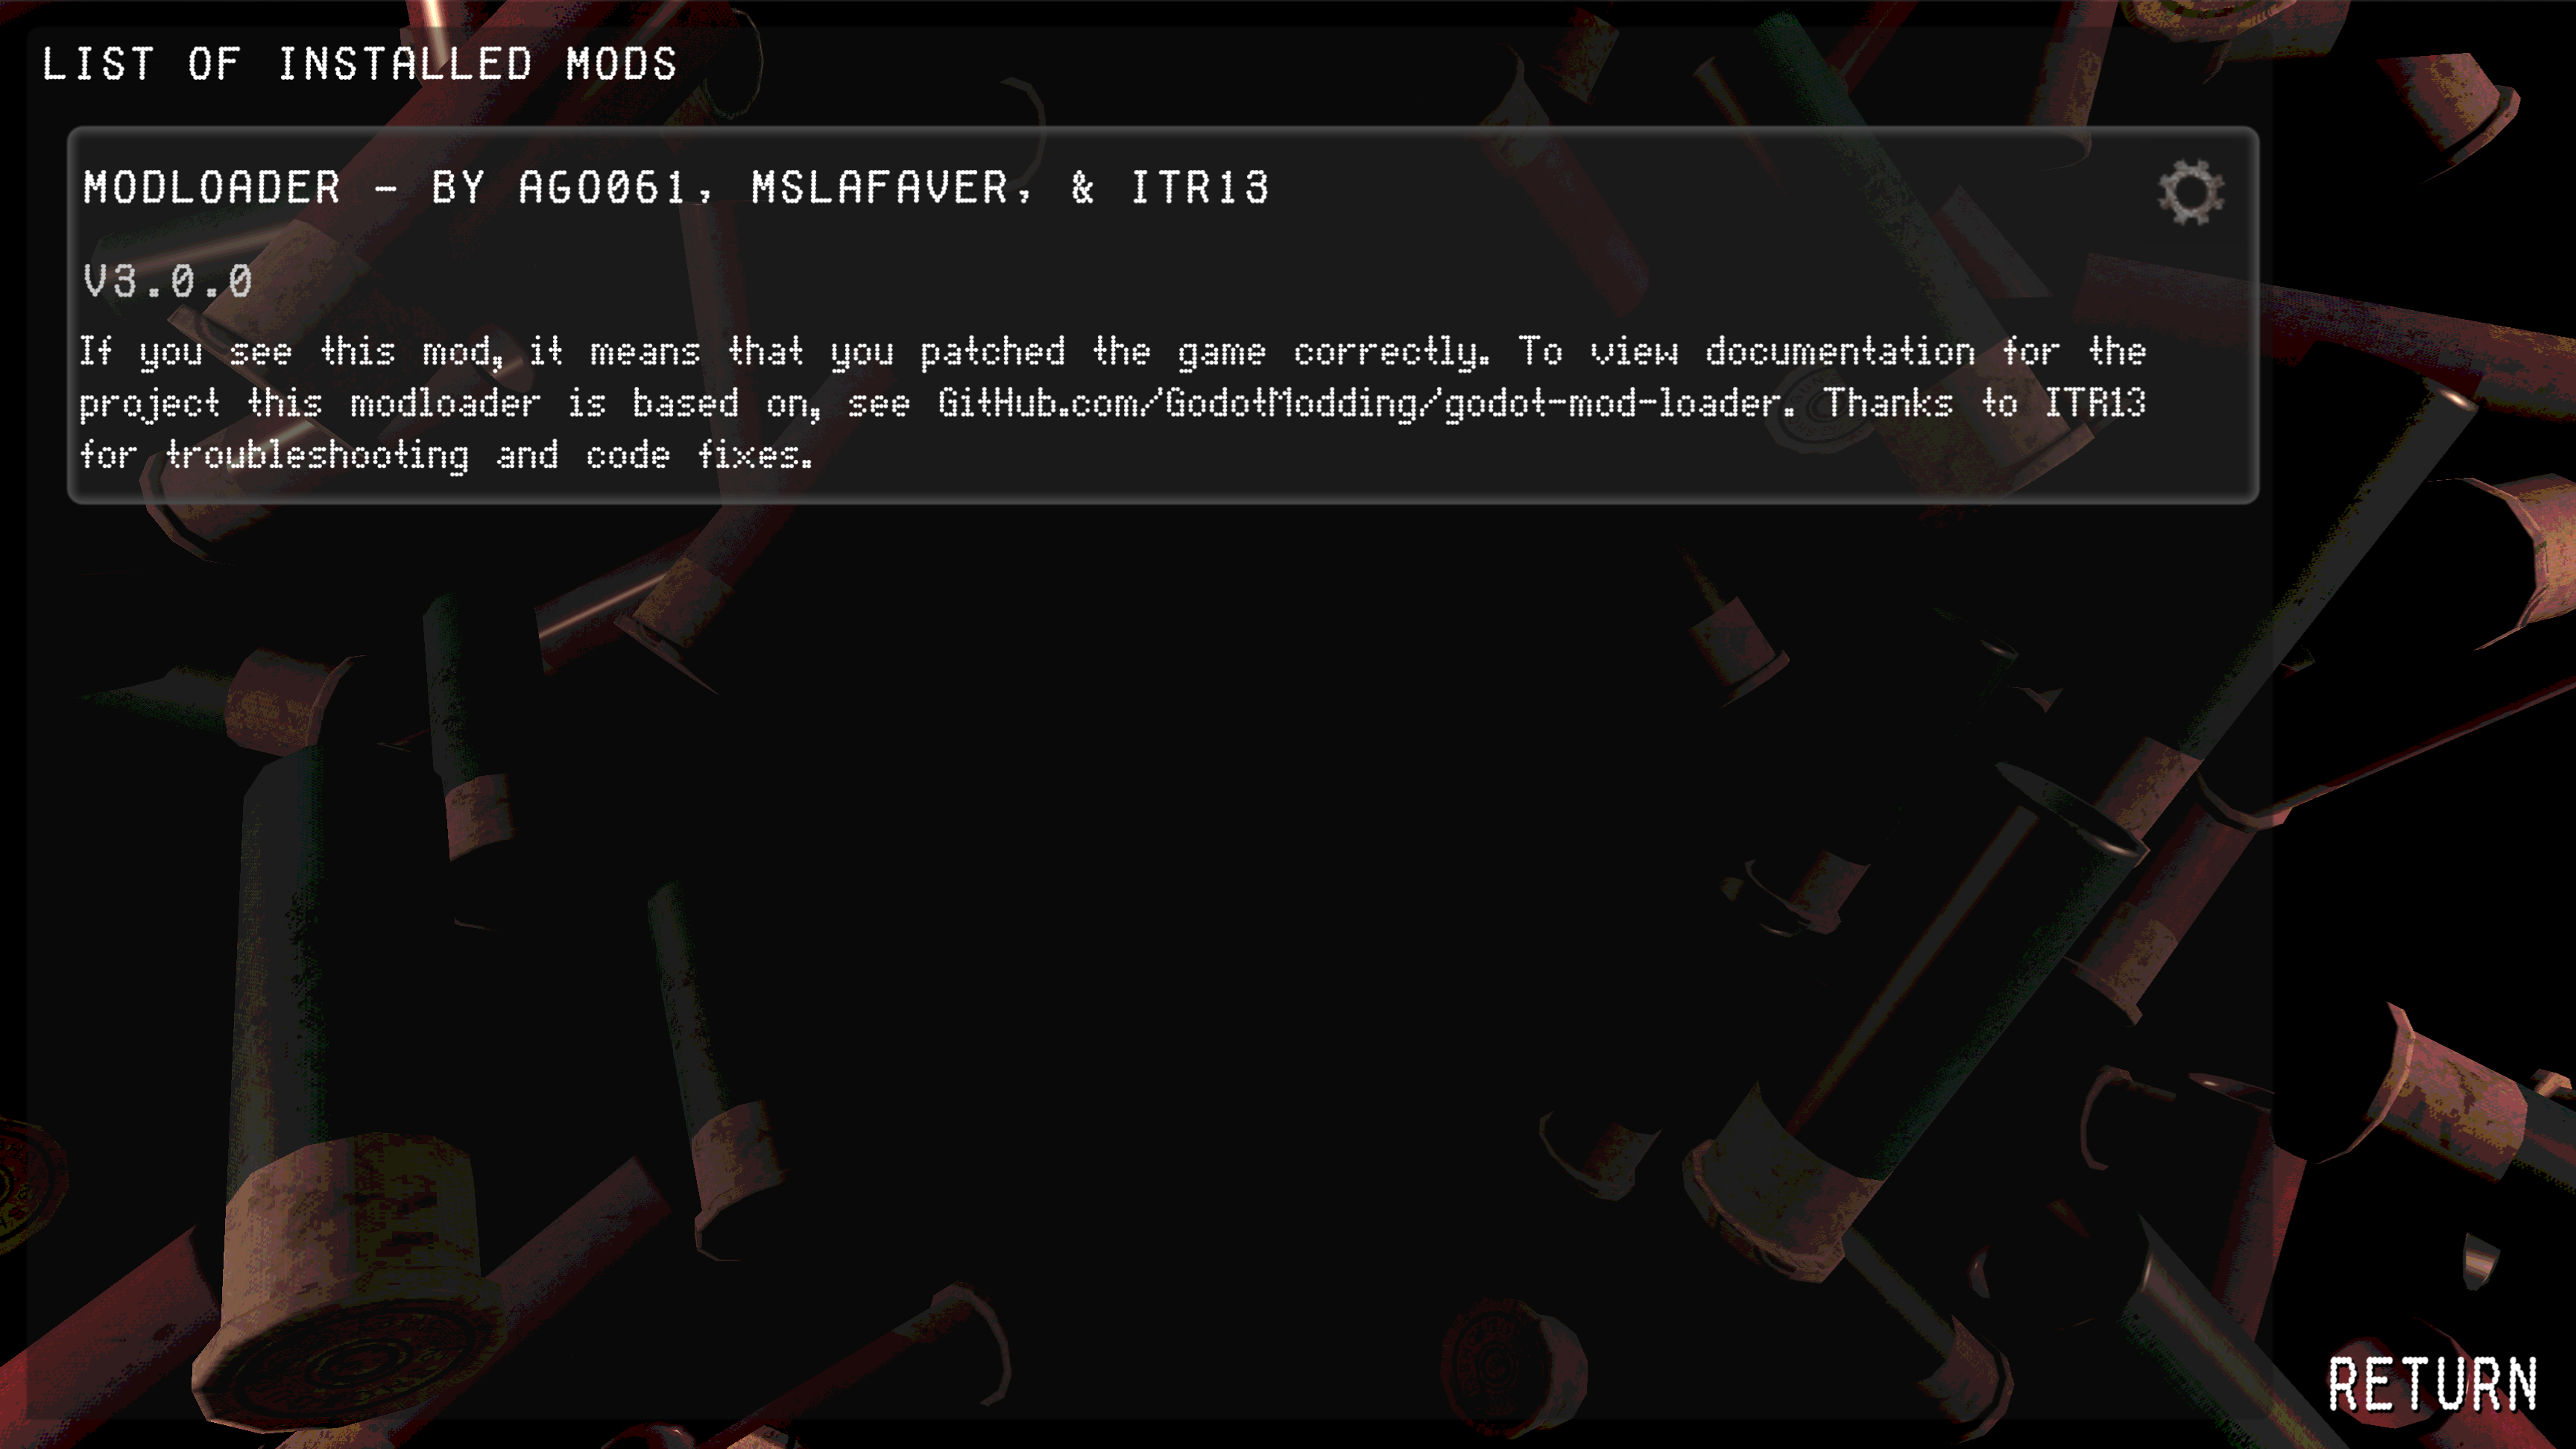 LIST OF INSTALLED MODS
MODLOADER - BY AGO061, MSLAFAVER, & ITR13
V3.0.0
If you see this mod, it means that you patched the game correctly. To view documentation for the
project this modloader is based on, see GitHub.com/GodotModding/godot-mod-loader. Thanks to ITR13
for troubleshooting and code fixes.
RETURN